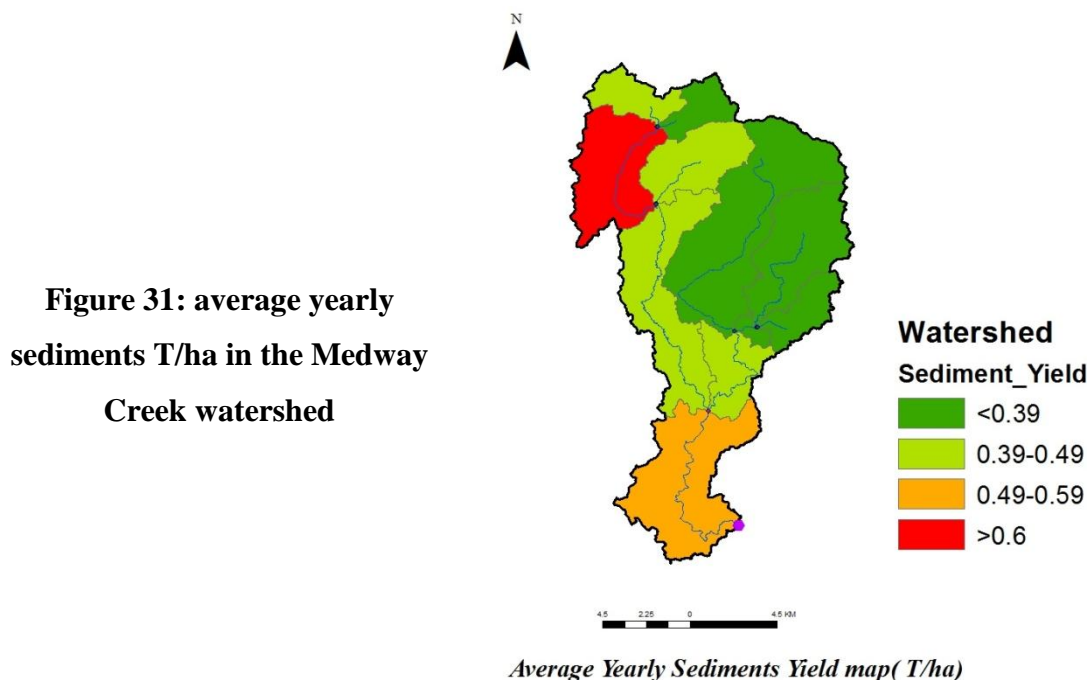 N
Figure 31: average yearly
sediments T/ha in the Medway
Creek watershed
Watershed
Sediment_Yield
<0.39
0.39-0.49
0.49-0.59
>0.6
4.5 2.25 0 4.5 KM
Average Yearly Sediments Yield map( T/ha)